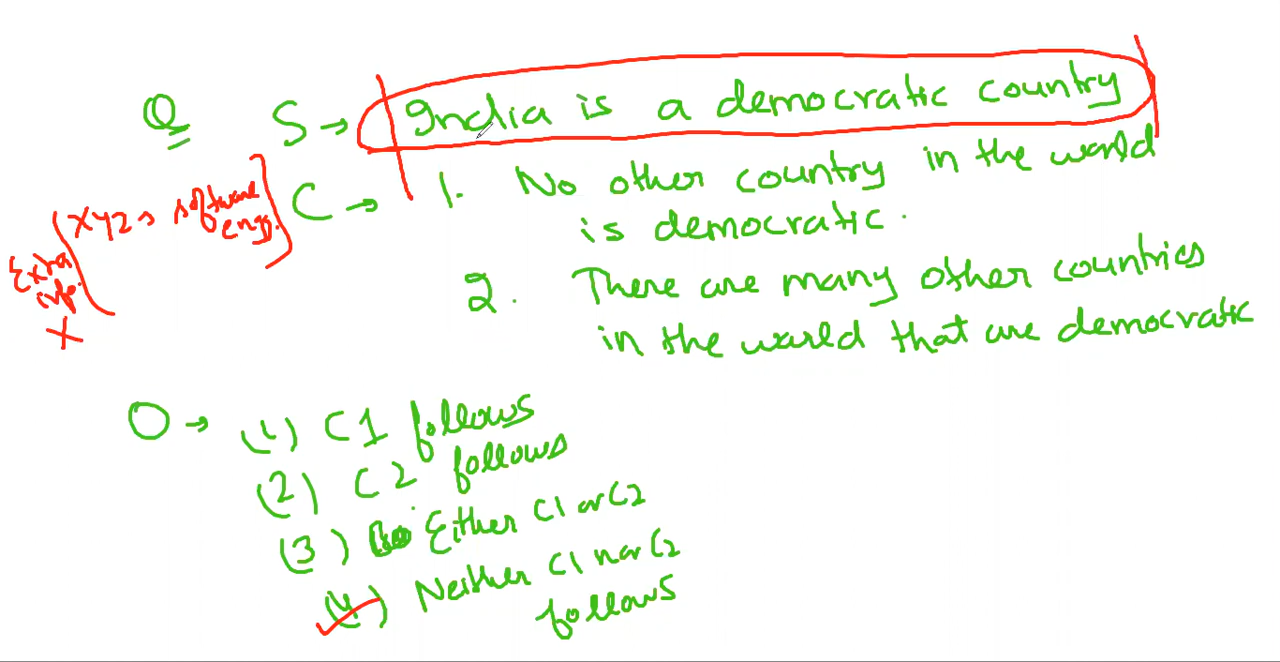 Q S → India is a democratic country
C → 1. No other country in the world
is democratic.
2. There are many other countries
in the world that are democratic
xyz → software
engg.
Extra
info.
X
O → (1) C1 follows
(2) C2 follows
(3) Either C1 or C2
(4) Neither C1 nor C2
follows